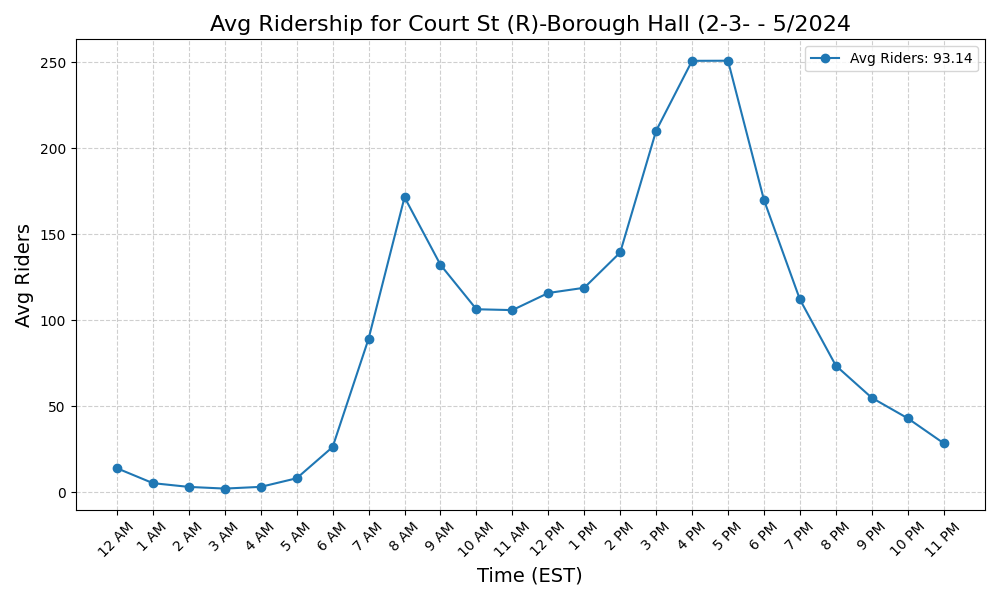 Avg Ridership for Court St (R)-Borough Hall (2-3- - 5/2024
Avg Riders: 93.14
Avg Riders
250
200
150
100
50
0
12 AM
1 AM
2 AM
3 AM
4 AM
5 AM
6 AM
7 AM
8 AM
9 AM
10 AM
11 AM
12 PM
1 PM
2 PM
3 PM
4 PM
5 PM
6 PM
7 PM
8 PM
9 PM
10 PM
11 PM
Time (EST)